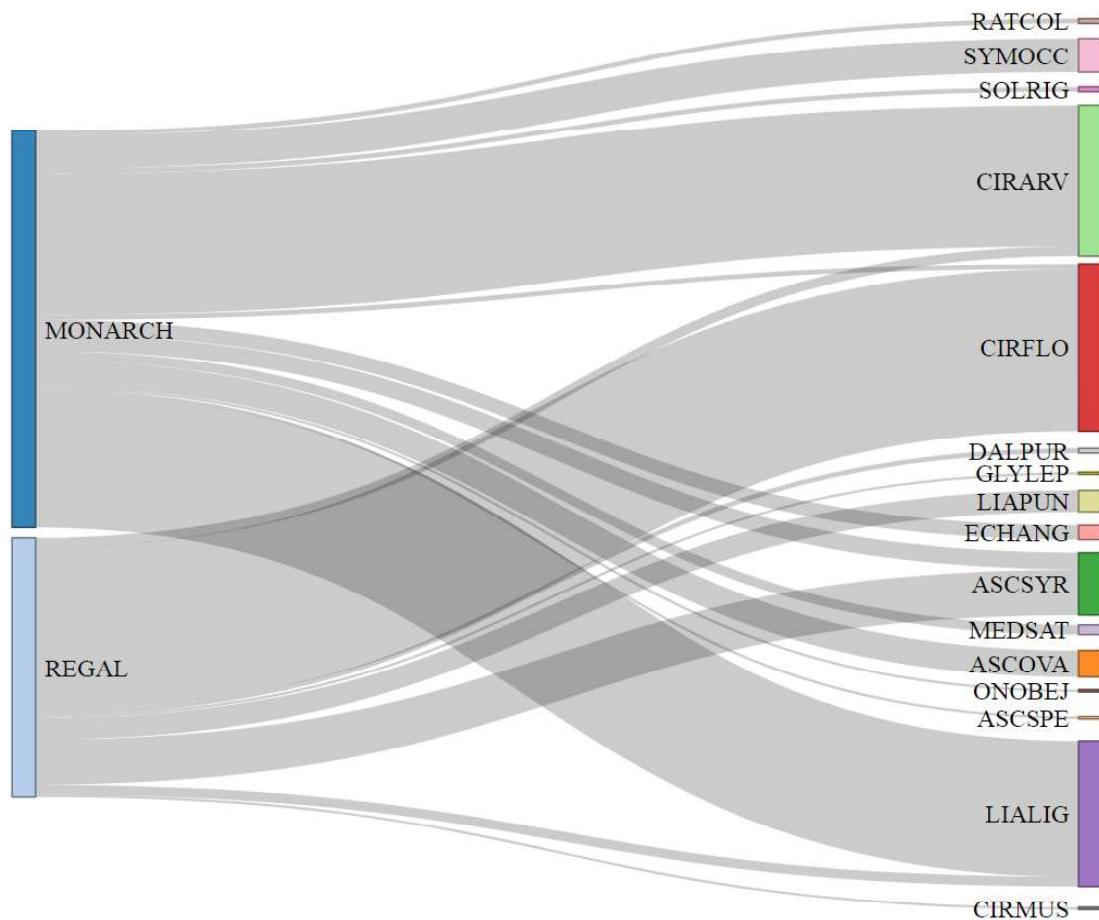 RATCOL
SYMOCC
SOLRIG
CIRARV
MONARCH
CIRFLO
DALPUR
GLYLEP
LIAPUN
ECHANG
ASCSYR
MEDSAT
REGAL
ASCOVA
ONOBEJ
ASCSPE
LIALIG
CIRMUS